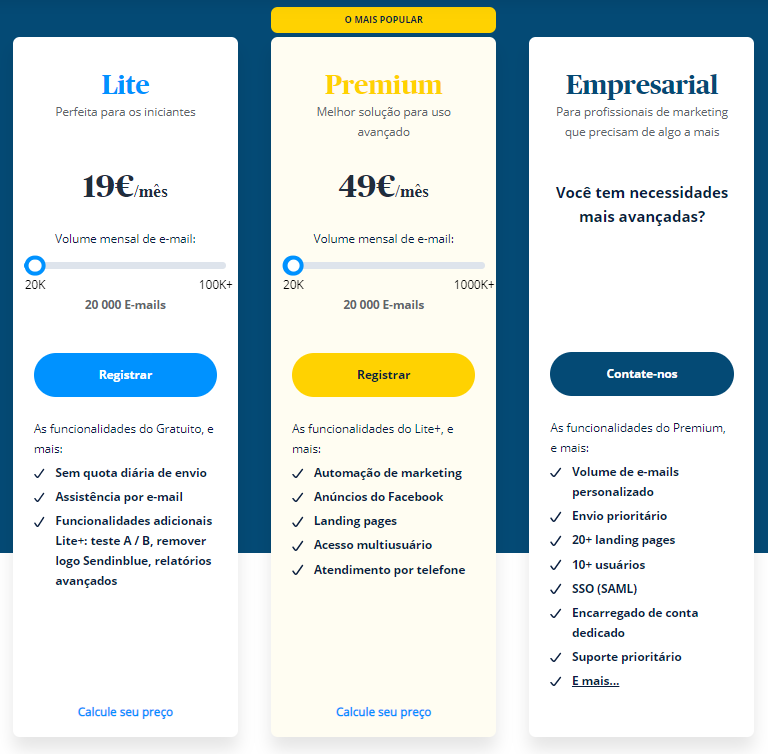 O MAIS POPULAR
Lite
Perfeita para os iniciantes
19€/mês
Volume mensal de e-mail:
20K 100K+
20 000 E-mails
Registrar
As funcionalidades do Gratuito, e
mais:
Sem quota diária de envio
Assistência por e-mail
Funcionalidades adicionais
Lite+: teste A / B, remover
logo Sendinblue, relatórios
avançados
Calcule seu preço
Premium
Melhor solução para uso
avançado
49€/mês
Volume mensal de e-mail:
20K 1000K+
20 000 E-mails
Registrar
As funcionalidades do Lite+, e
mais:
Automação de marketing
Anúncios do Facebook
Landing pages
Acesso multiusuário
Atendimento por telefone
Calcule seu preço
Empresarial
Para profissionais de marketing
que precisam de algo a mais
Você tem necessidades
mais avançadas?
Contate-nos
As funcionalidades do Premium,
e mais:
Volume de e-mails
personalizado
Envio prioritário
20+ landing pages
10+ usuários
SSO (SAML)
Encarregado de conta
dedicado
Suporte prioritário
E mais...